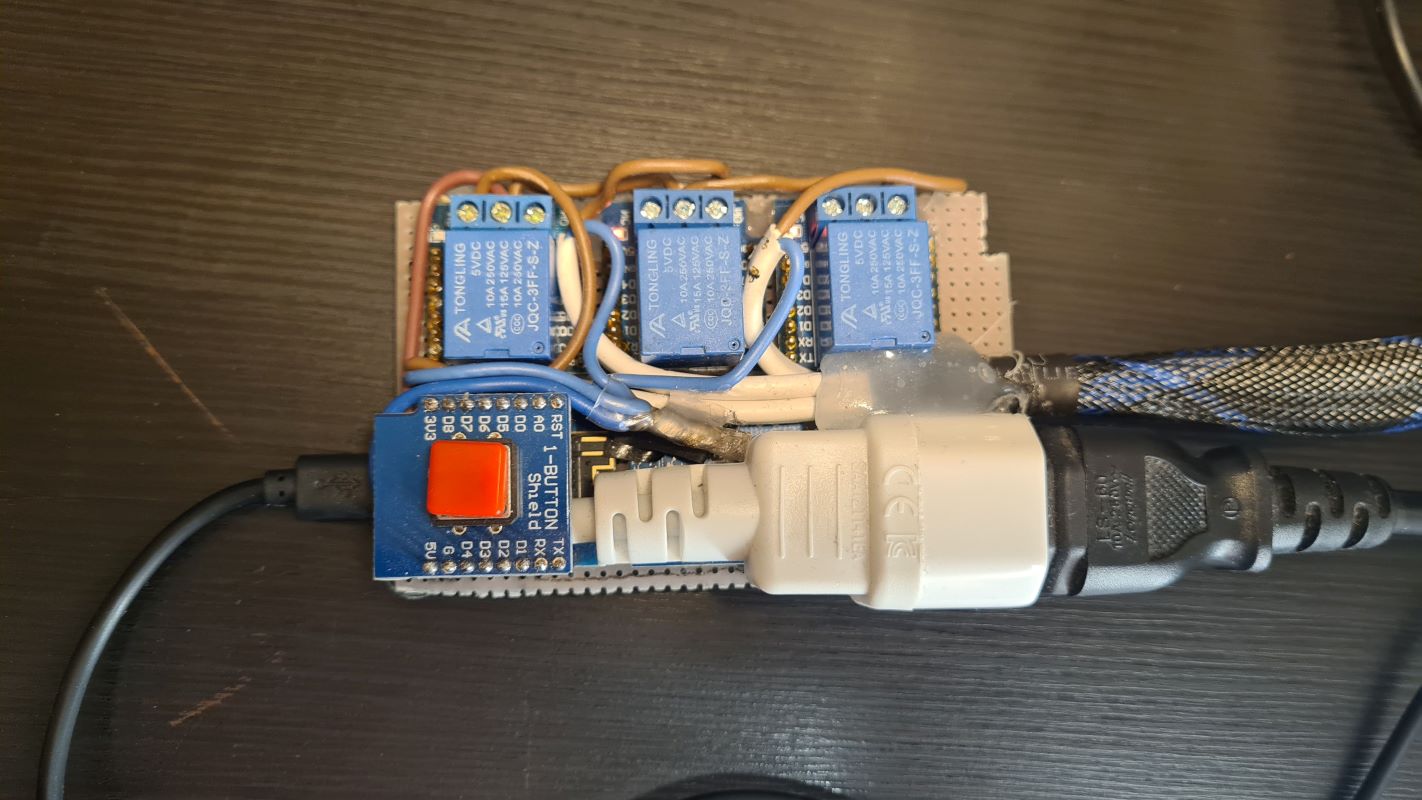 TONGLING
5VDC
10A 250VAC
15A 125VAC
10A 250VAC
JQC-3FF-S-Z
TONGLING
5VDC
10A 250VAC
15A 125VAC
10A 250VAC
JQC-3FF-S-Z
TONGLING
5VDC
10A 250VAC
15A 125VAC
10A 250VAC
JQC-3FF-S-Z
3V3
D8
D7
D6
D5
D0
A0
RST
1-BUTTON
Shield
5V
G
D4
D3
D2
D1
RX
TX
CE